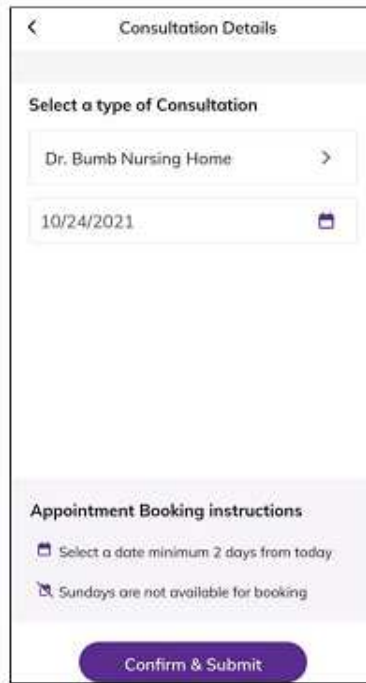 Consultation Details
Select a type of Consultation
Dr. Bumb Nursing Home
10/24/2021
Appointment Booking instructions
Select a date minimum 2 days from today
Sundays are not available for booking
Confirm & Submit